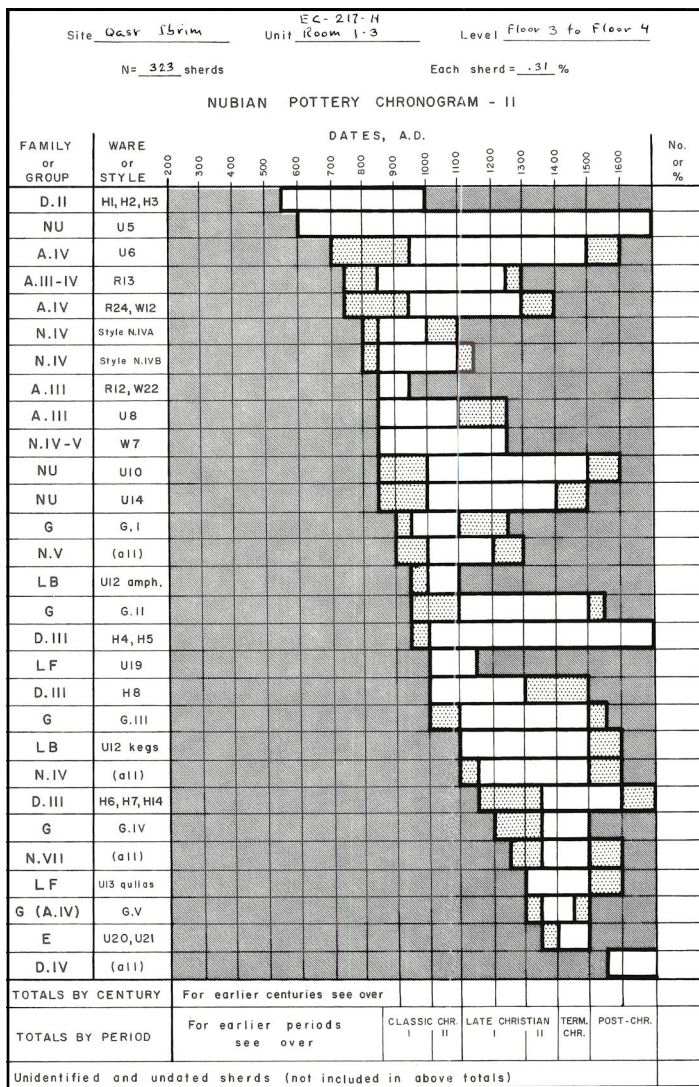 EC-217-H
Site Qasr Ibrim Unit Room 1-3 Level Floor 3 to Floor 4
N= 323 sherds Each sherd= .31 %
NUBIAN POTTERY CHRONOGRAM - II
DATES, A.D.
FAMILY or GROUP WARE or STYLE 200 300 400 500 600 700 800 900 1000 1100 1200 1300 1400 1500 1600 No. or %
D.II H1, H2, H3
NU U5
A.IV U6
A.III-IV R13
A.IV R24, W12
N.IV Style N.IVA
N.IV Style N.IVB
A.III R12, W22
A.III U8
N.IV-V W7
NU U10
NU U14
G G.I
N.V (all)
LB U12 amph.
G G.II
D.III H4, H5
LF U19
D.III H8
G G.III
LB U12 kegs
N.IV (all)
D.III H6, H7, H14
G G.IV
N.VII (all)
LF U13 qullas
G (A.IV) G.V
E U20, U21
D.IV (all)
TOTALS BY CENTURY For earlier centuries see over
TOTALS BY PERIOD For earlier periods see over CLASSIC CHR. I II LATE CHRISTIAN I II TERM. CHR. POST-CHR.
Unidentified and undated sherds (not included in above totals)